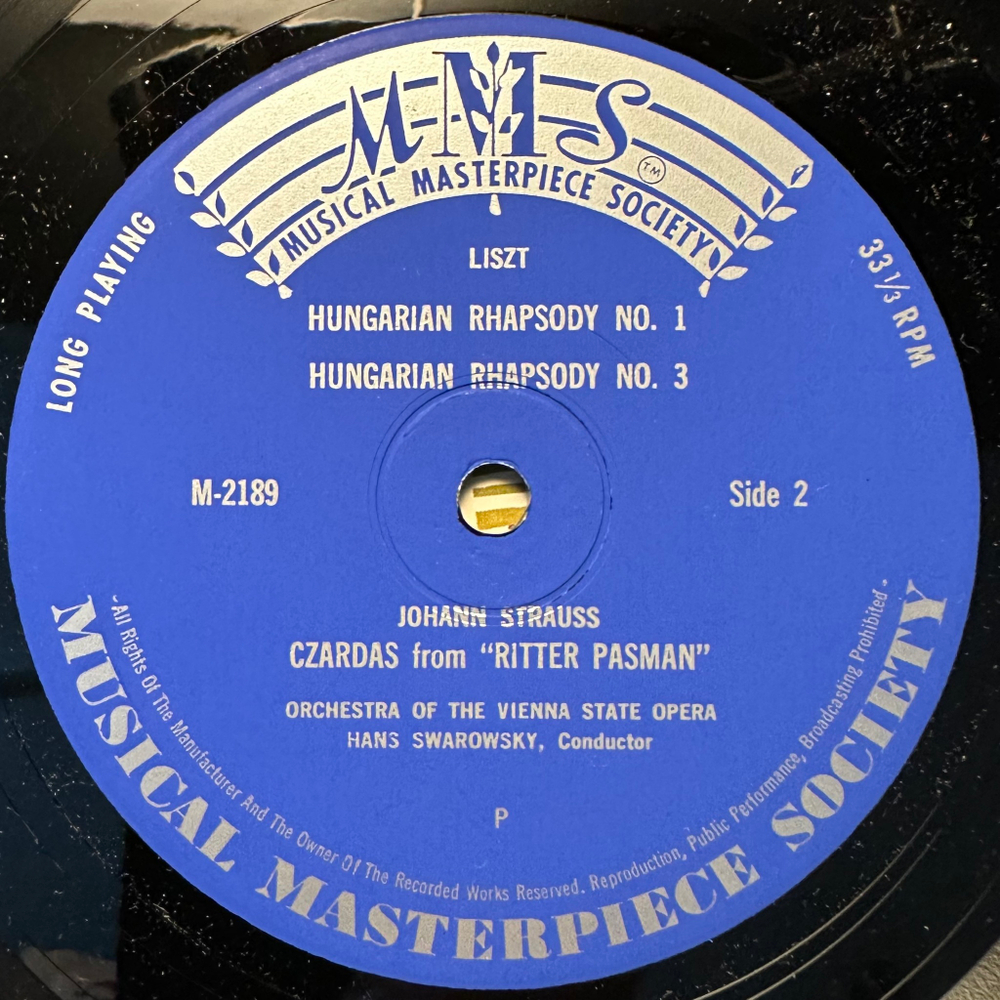 MMS
TM
MUSICAL MASTERPIECE SOCIETY
LONG PLAYING
33 1/3 RPM
LISZT
HUNGARIAN RHAPSODY NO. 1
HUNGARIAN RHAPSODY NO. 3
M-2189
Side 2
JOHANN STRAUSS
CZARDAS from “RITTER PASMAN”
ORCHESTRA OF THE VIENNA STATE OPERA
HANS SWAROWSKY, Conductor
P
All Rights Of The Manufacturer And The Owner Of The Recorded Works Reserved. Reproduction, Public Performance, Broadcasting Prohibited.
MUSICAL MASTERPIECE SOCIETY